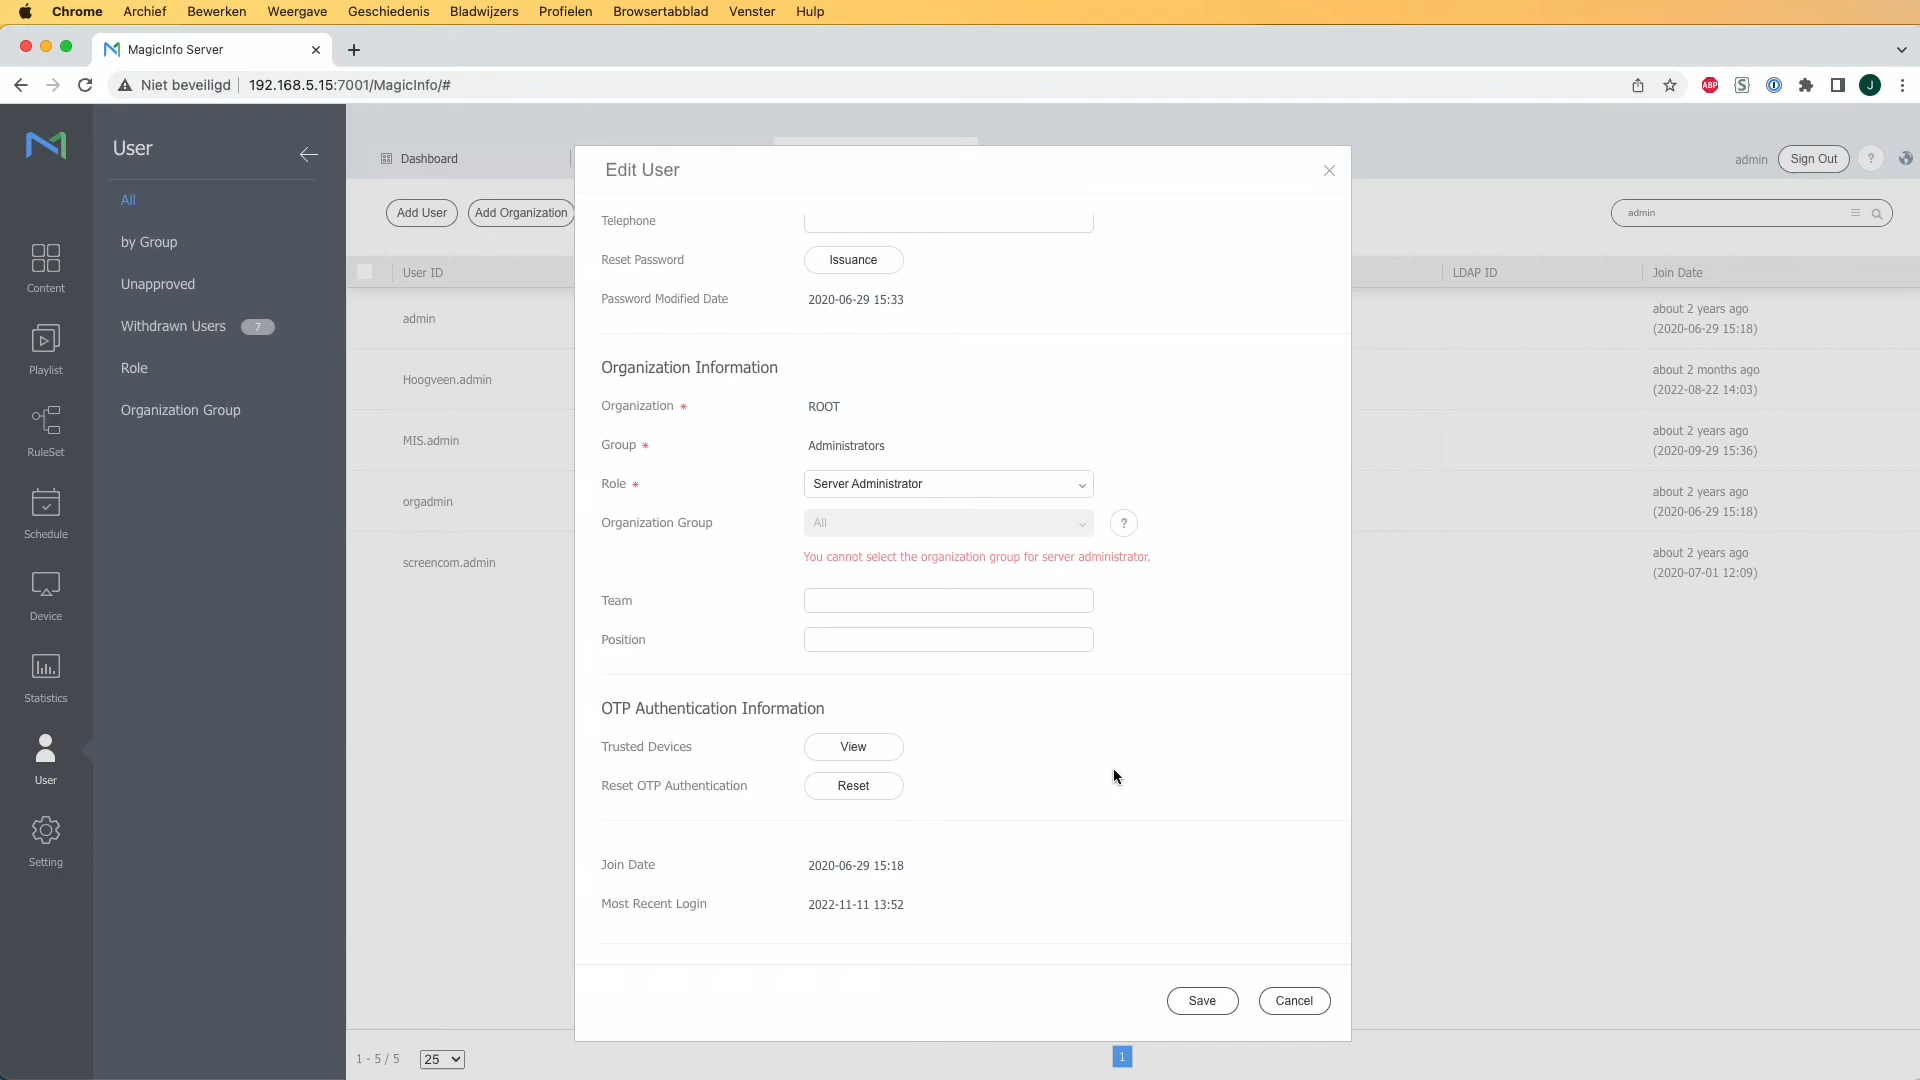 Chrome Archief Bewerken Weergave Geschiedenis Bladwijzers Profielen Browsertabblad Venster Hulp
MagicInfo Server
Niet beveiligd 192.168.5.15:7001/MagicInfo/#
ABP S J
User
Dashboard
Edit User
admin Sign Out ?
All
Add User Add Organization
admin
by Group
Telephone
Content
User ID
Reset Password Issuance
LDAP ID Join Date
Unapproved
Password Modified Date 2020-06-29 15:33
admin
about 2 years ago
(2020-06-29 15:18)
Withdrawn Users 7
Playlist
Role
Organization Information
Hoogveen.admin
about 2 months ago
(2022-08-22 14:03)
Organization Group
Organization * ROOT
Group * Administrators
RuleSet
MIS.admin
about 2 years ago
(2020-09-29 15:36)
Role * Server Administrator
orgadmin
about 2 years ago
(2020-06-29 15:18)
Schedule
Organization Group All ?
You cannot select the organization group for server administrator.
screencom.admin
about 2 years ago
(2020-07-01 12:09)
Team
Device
Position
Statistics
OTP Authentication Information
Trusted Devices View
User
Reset OTP Authentication Reset
Setting
Join Date 2020-06-29 15:18
Most Recent Login 2022-11-11 13:52
Save Cancel
1 - 5 / 5 25 1